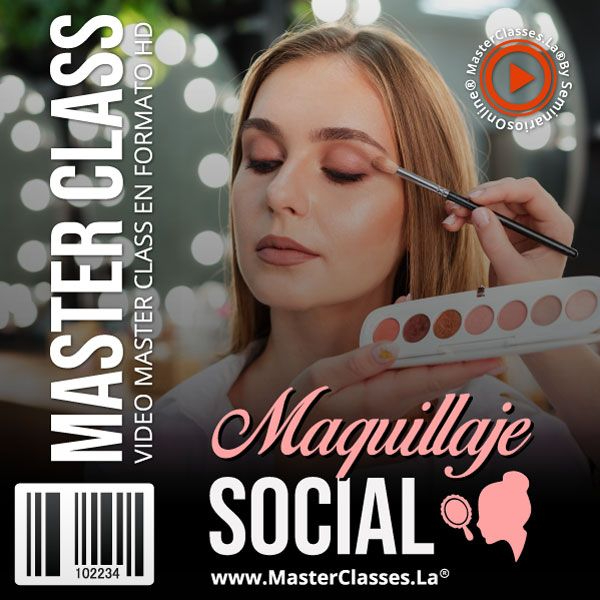 MASTER CLASS
VIDEO MASTER CLASS EN FORMATO HD
MasterClasses.La®By SeminariosOnline®
Maquillaje
SOCIAL
102234
www.MasterClasses.La®